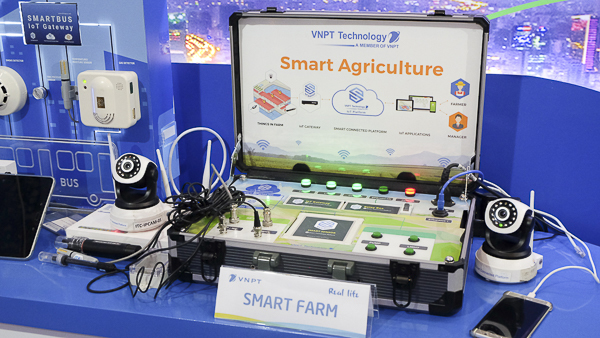 SMARTBUS
IoT Gateway
BUS
VNPT Technology
A MEMBER OF VNPT
Smart Agriculture
THINGS IN FARM
IoT GATEWAY
SMART CONNECTED PLATFORM
IoT APPLICATIONS
FARMER
MANAGER
VNPT
Real life
SMART FARM